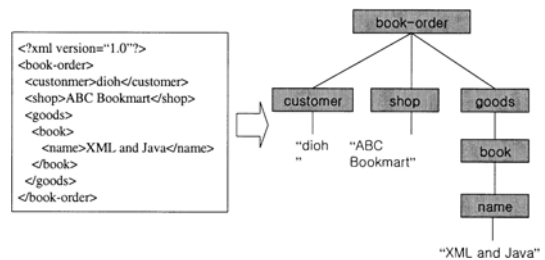 <?xml version="1.0"?>
<book-order>
<custonmer>dioh</customer>
<shop>ABC Bookmart</shop>
<goods>
<book>
<name>XML and Java</name>
</book>
</goods>
</book-order>
book-order
customer
shop
goods
"dioh
"
"ABC
Bookmart"
book
name
"XML and Java"